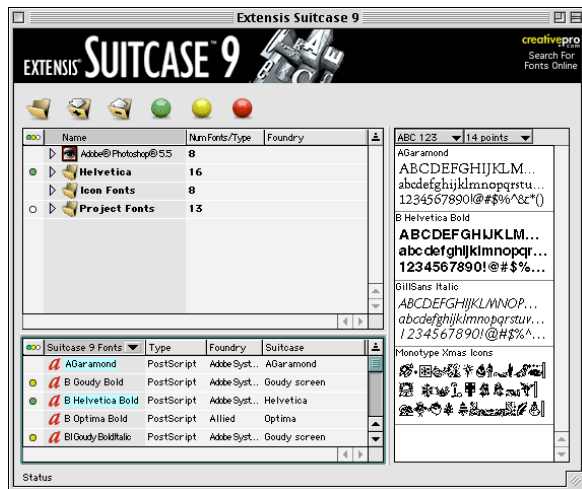 Extensis Suitcase 9
EXTENSIS® SUITCASE™ 9
creativepro
.com
Search For
Fonts Online
Name Num Fonts/Type Foundry
Adobe® Photoshop® 5.5 8
Helvetica 16
Icon Fonts 8
Project Fonts 13
Suitcase 9 Fonts Type Foundry Suitcase
a AGaramond PostScript Adobe Syst... AGaramond
a B Goudy Bold PostScript Adobe Syst... Goudy screen
a B Helvetica Bold PostScript Adobe Syst... Helvetica
a B Optima Bold PostScript Allied Optima
a BI Goudy BoldItalic PostScript Adobe Syst... Goudy screen
Status
ABC 123 14 points
AGaramond
ABCDEFGHIJKLM...
abcdefghijklmnopqrstu...
1234567890!@#$%^&*()
B Helvetica Bold
ABCDEFGHIJKLM...
abcdefghijklmnopqr...
1234567890!@#$%...
GillSans Italic
ABCDEFGHIJKLMNOP...
abcdefghijklmnopqrstuv...
1234567890!@#$%^...
Monotype Xmas Icons